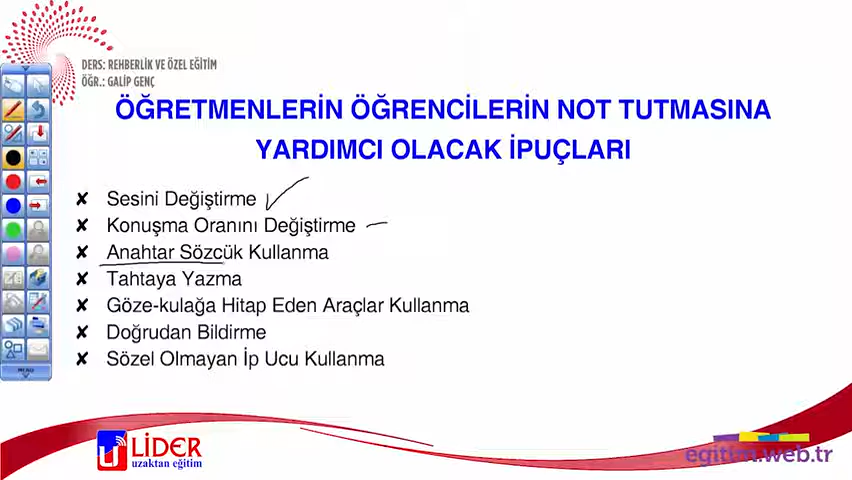 DERS: REHBERLİK VE ÖZEL EĞİTİM
ÖĞR.: GALİP GENÇ
ÖĞRETMENLERİN ÖĞRENCİLERİN NOT TUTMASINA
YARDIMCI OLACAK İPUÇLARI
✘ Sesini Değiştirme
✘ Konuşma Oranını Değiştirme
✘ Anahtar Sözcük Kullanma
✘ Tahtaya Yazma
✘ Göze-kulağa Hitap Eden Araçlar Kullanma
✘ Doğrudan Bildirme
✘ Sözel Olmayan İp Ucu Kullanma
MENU
LİDER
uzaktan eğitim
egitim.web.tr